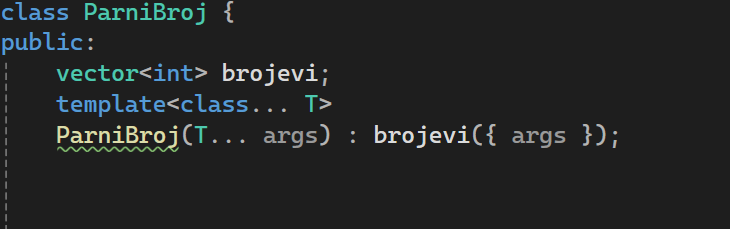 class ParniBroj {
public:
    vector<int> brojevi;
    template<class... T>
    ParniBroj(T... args) : brojevi({ args });